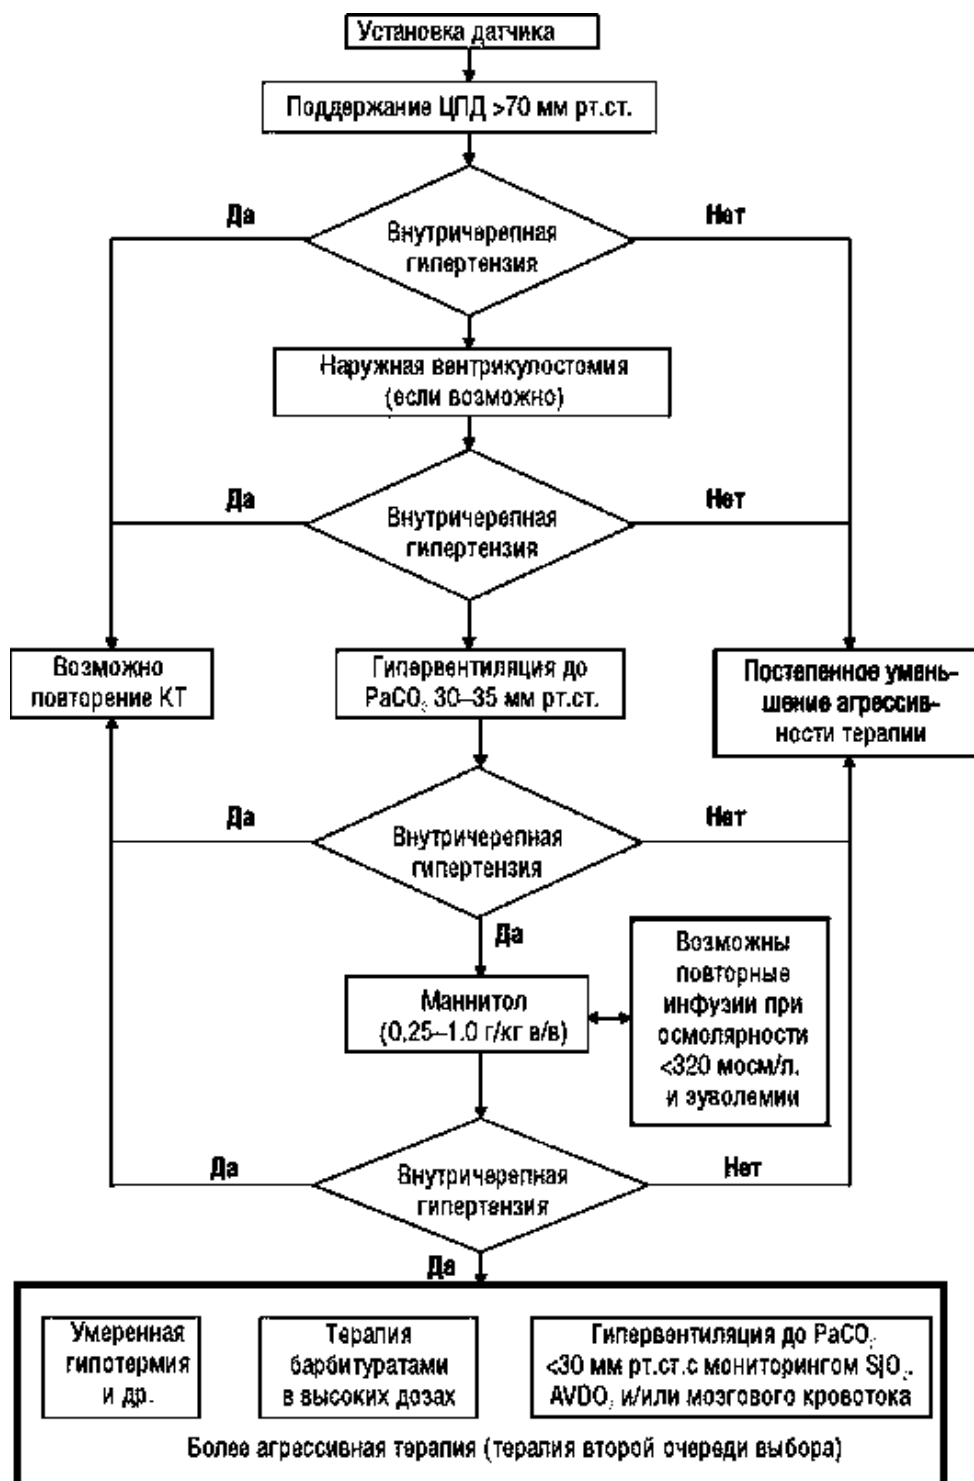 Установка датчика
Поддержание ЦПД >70 мм рт.ст.
Да
Нет
Внутричерепная
гипертензия
Наружная вентрикулостомия
(если возможно)
Да
Нет
Внутричерепная
гипертензия
Возможно
повторение КТ
Гипервентиляция до
PaCO₂ 30–35 мм рт.ст.
Постепенное умень-
шение агрессив-
ности терапии
Да
Нет
Внутричерепная
гипертензия
Да
Маннитол
(0,25–1.0 г/кг в/в)
Возможны
повторные
инфузии при
осмолярности
<320 мосм/л.
и эуволемии
Да
Нет
Внутричерепная
гипертензия
Да
Умеренная
гипотермия
и др.
Терапия
барбитуратами
в высоких дозах
Гипервентиляция до PaCO₂
<30 мм рт.ст.с мониторингом SjO₂,
AVDO₂ и/или мозгового кровотока
Более агрессивная терапия (терапия второй очереди выбора)